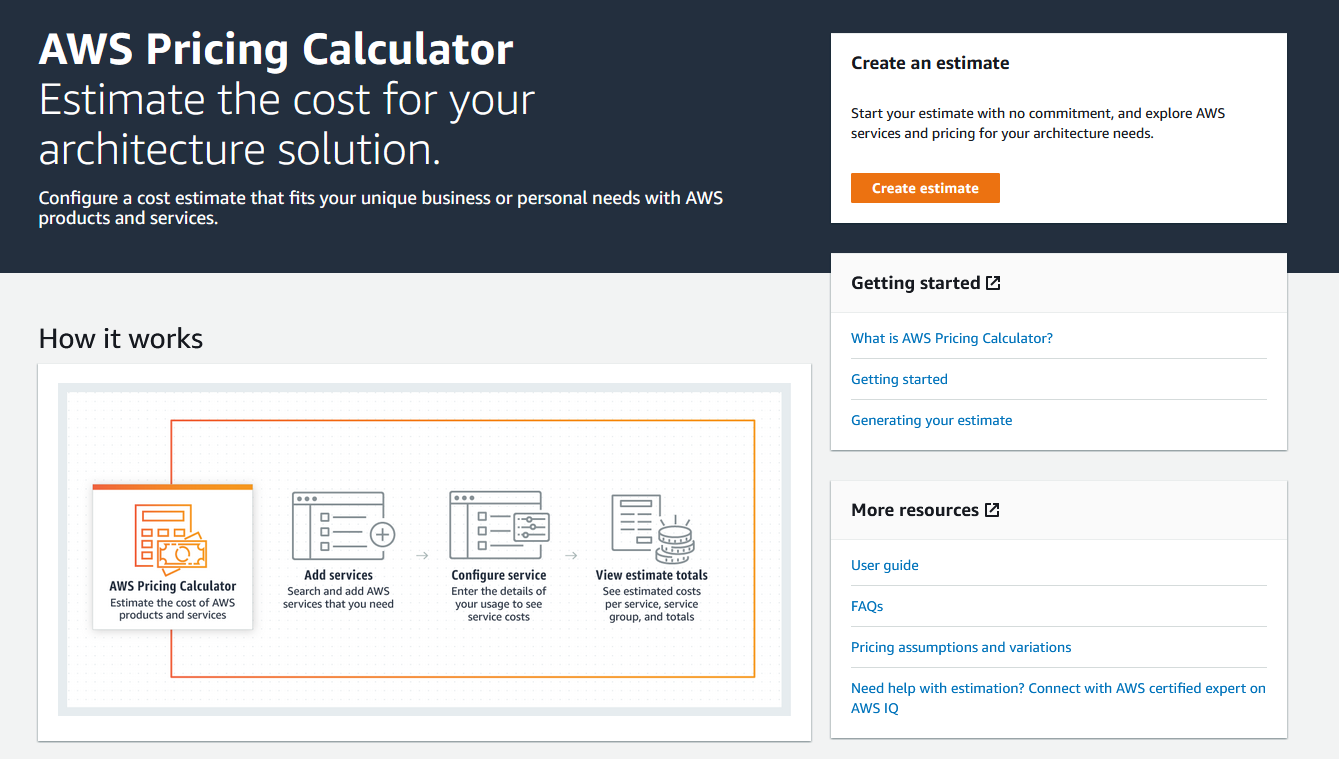 AWS Pricing Calculator
Estimate the cost for your
architecture solution.
Configure a cost estimate that fits your unique business or personal needs with AWS
products and services.
Create an estimate
Start your estimate with no commitment, and explore AWS
services and pricing for your architecture needs.
Create estimate
How it works
AWS Pricing Calculator
Estimate the cost of AWS
products and services
Add services
Search and add AWS
services that you need
Configure service
Enter the details of
your usage to see
service costs
View estimate totals
See estimated costs
per service, service
group, and totals
Getting started
What is AWS Pricing Calculator?
Getting started
Generating your estimate
More resources
User guide
FAQs
Pricing assumptions and variations
Need help with estimation? Connect with AWS certified expert on
AWS IQ